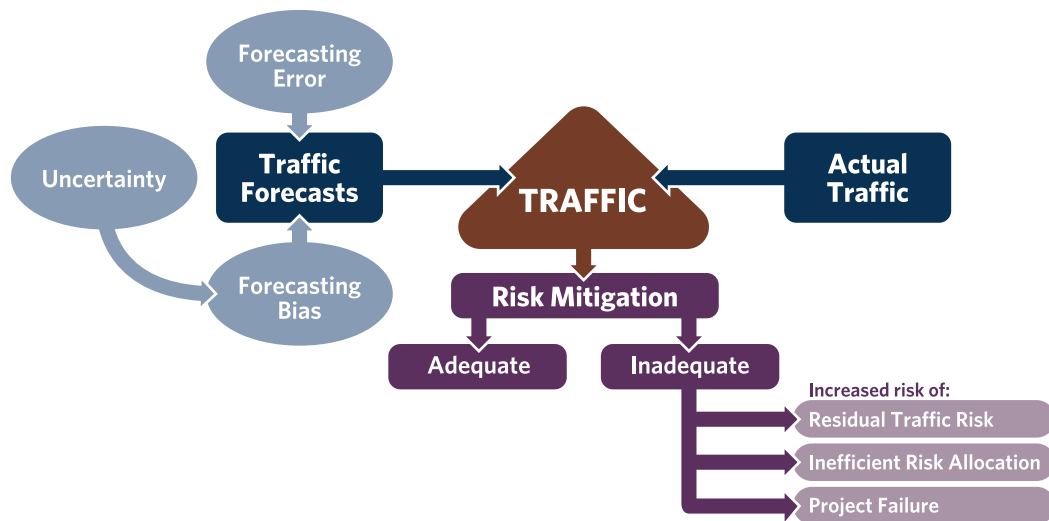 Forecasting
Error
Uncertainty
Traffic
Forecasts
TRAFFIC
Actual
Traffic
Forecasting
Bias
Risk Mitigation
Adequate
Inadequate
Increased risk of:
Residual Traffic Risk
Inefficient Risk Allocation
Project Failure